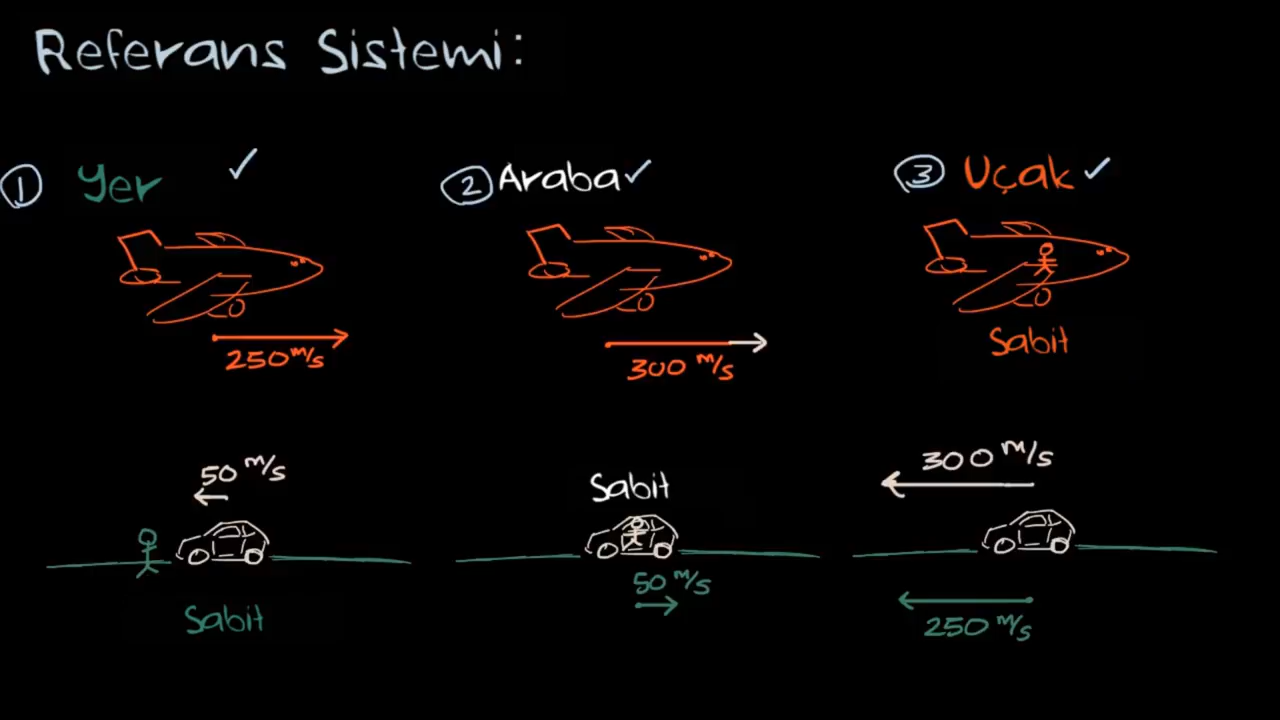 Referans Sistemi:
1 Yer ✓
250 m/s
50 m/s
Sabit
2 Araba ✓
300 m/s
Sabit
50 m/s
3 Uçak ✓
Sabit
300 m/s
250 m/s